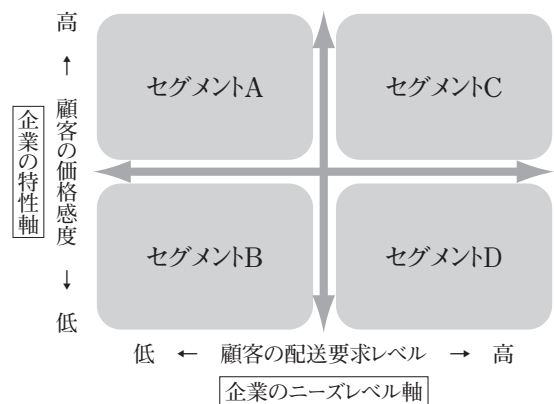 高
↑
顧客の価格感度
↓
低
企業の特性軸
セグメントA
セグメントC
セグメントB
セグメントD
低 ← 顧客の配送要求レベル → 高
企業のニーズレベル軸